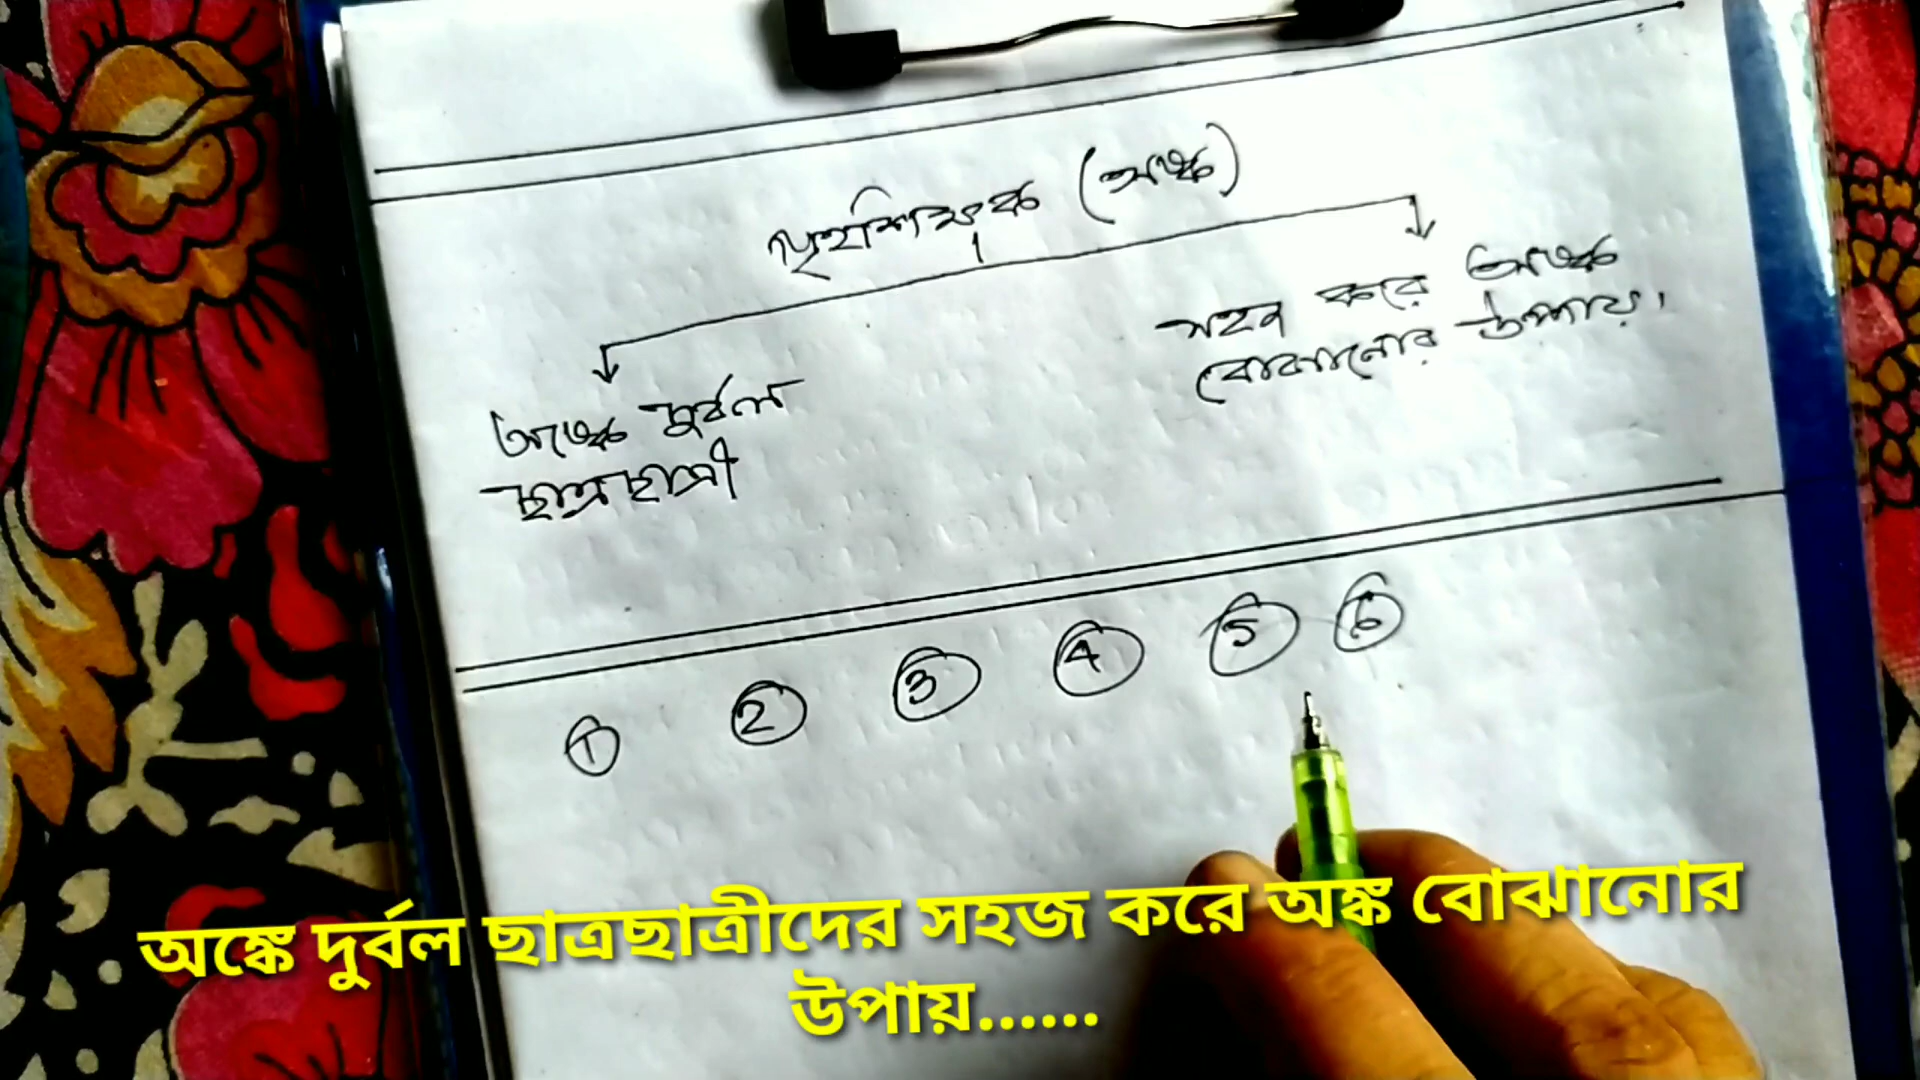 গৃহশিক্ষক (অঙ্ক)
অঙ্কে দুর্বল
ছাত্রছাত্রী
সহজ করে অঙ্ক
বোঝানোর উপায়।
1 2 3 4 5 6
অঙ্কে দুর্বল ছাত্রছাত্রীদের সহজ করে অঙ্ক বোঝানোর
উপায়......